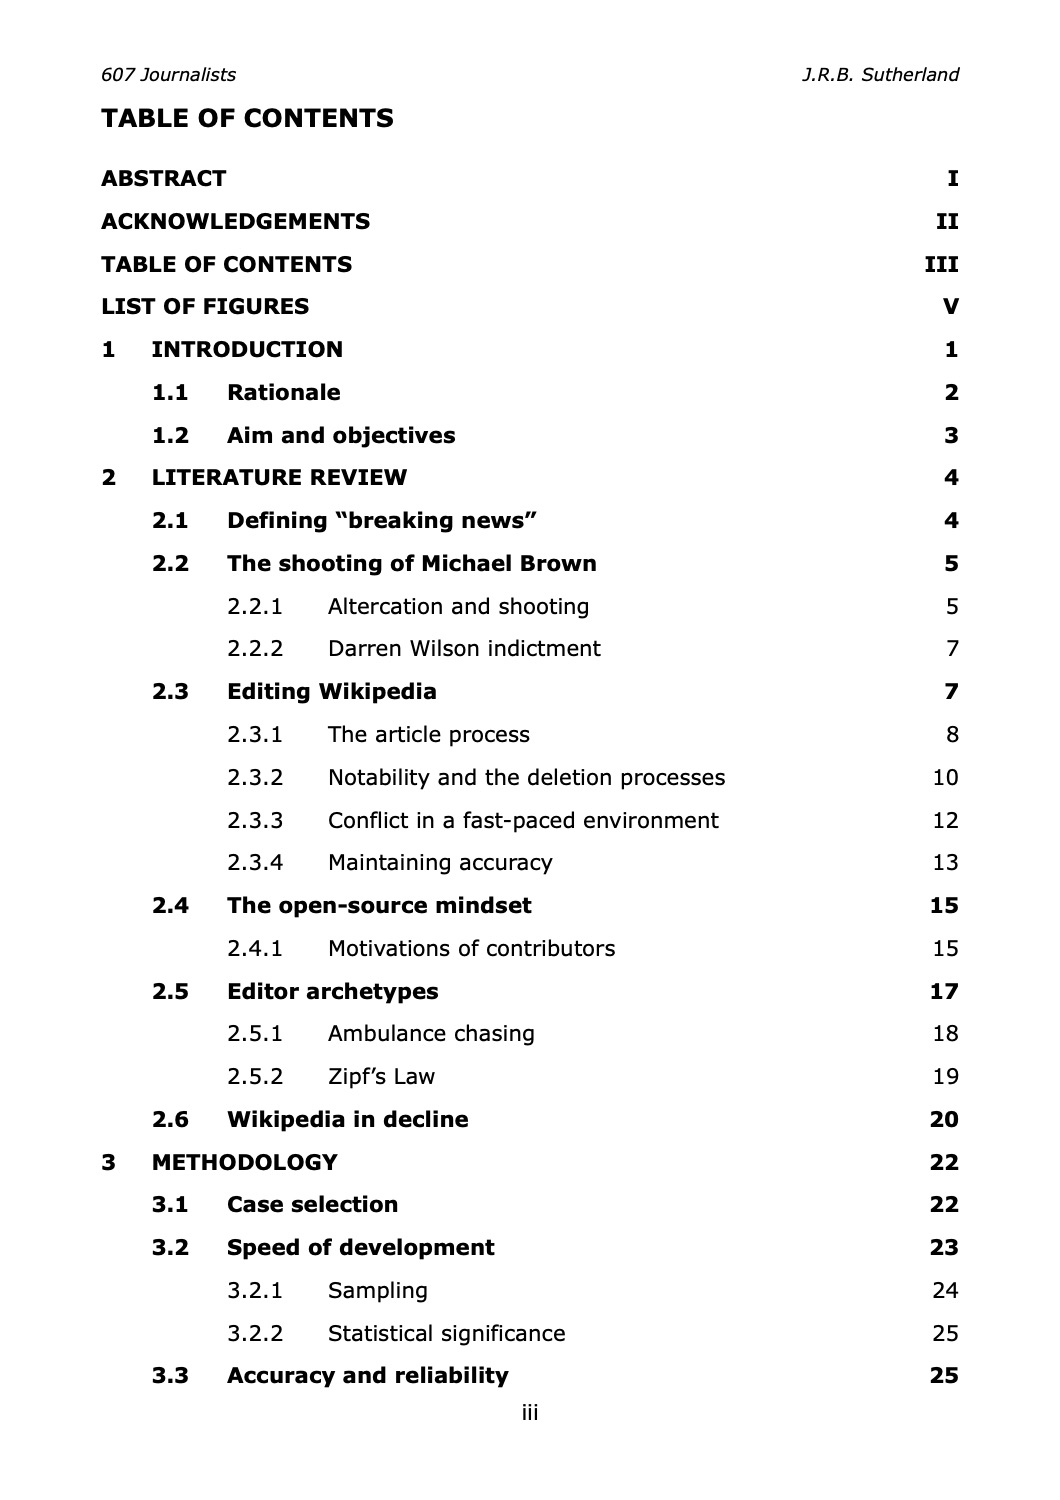 607 Journalists J.R.B. Sutherland
TABLE OF CONTENTS
ABSTRACT I
ACKNOWLEDGEMENTS II
TABLE OF CONTENTS III
LIST OF FIGURES V
1 INTRODUCTION 1
1.1 Rationale 2
1.2 Aim and objectives 3
2 LITERATURE REVIEW 4
2.1 Defining “breaking news” 4
2.2 The shooting of Michael Brown 5
2.2.1 Altercation and shooting 5
2.2.2 Darren Wilson indictment 7
2.3 Editing Wikipedia 7
2.3.1 The article process 8
2.3.2 Notability and the deletion processes 10
2.3.3 Conflict in a fast-paced environment 12
2.3.4 Maintaining accuracy 13
2.4 The open-source mindset 15
2.4.1 Motivations of contributors 15
2.5 Editor archetypes 17
2.5.1 Ambulance chasing 18
2.5.2 Zipf’s Law 19
2.6 Wikipedia in decline 20
3 METHODOLOGY 22
3.1 Case selection 22
3.2 Speed of development 23
3.2.1 Sampling 24
3.2.2 Statistical significance 25
3.3 Accuracy and reliability 25
iii